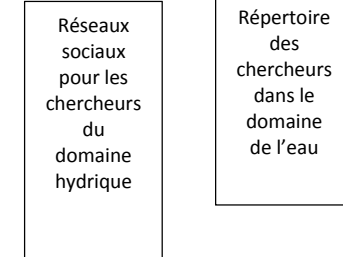 Réseaux
sociaux
pour les
chercheurs
du
domaine
hydrique
Répertoire
des
chercheurs
dans le
domaine
de l’eau